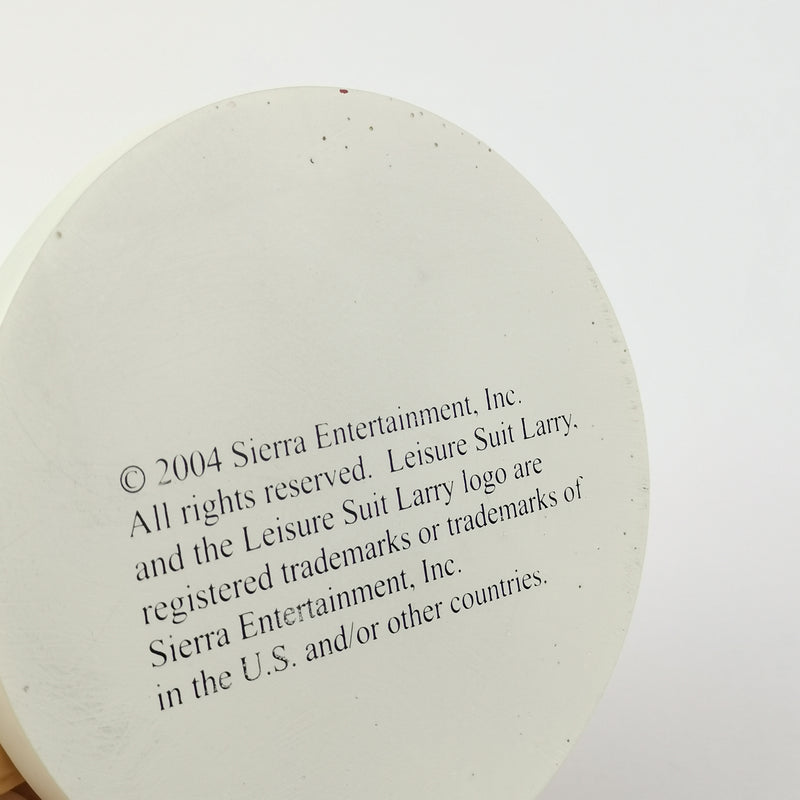 © 2004 Sierra Entertainment, Inc.
All rights reserved. Leisure Suit Larry,
and the Leisure Suit Larry logo are
registered trademarks or trademarks of
Sierra Entertainment, Inc.
in the U.S. and/or other countries.